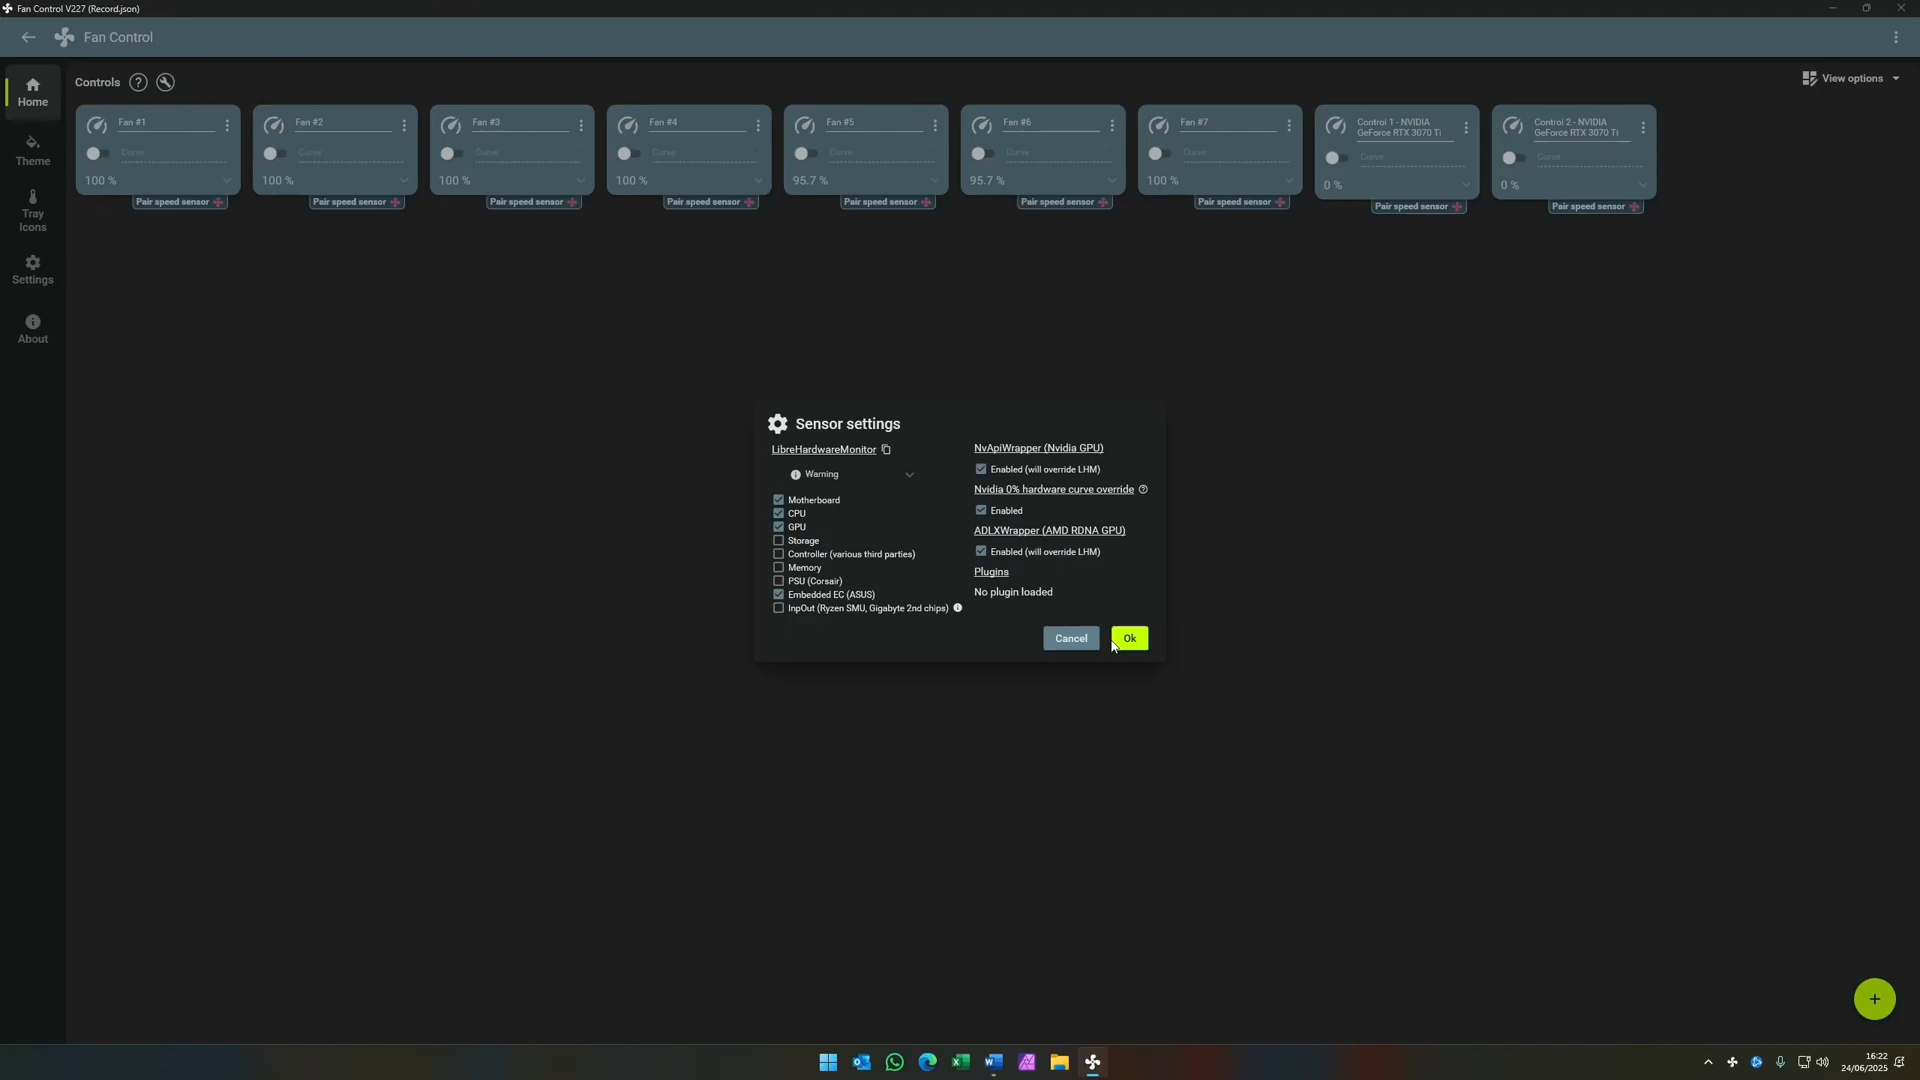 Fan Control V227 (Record.json)
Fan Control
Home
Theme
Tray
Icons
Settings
About
Controls
View options
Fan #1
Curve
100 %
Pair speed sensor
Fan #2
Curve
100 %
Pair speed sensor
Fan #3
Curve
100 %
Pair speed sensor
Fan #4
Curve
100 %
Pair speed sensor
Fan #5
Curve
95.7 %
Pair speed sensor
Fan #6
Curve
95.7 %
Pair speed sensor
Fan #7
Curve
100 %
Pair speed sensor
Control 1 - NVIDIA
GeForce RTX 3070 Ti
Curve
0 %
Pair speed sensor
Control 2 - NVIDIA
GeForce RTX 3070 Ti
Curve
0 %
Pair speed sensor
Sensor settings
LibreHardwareMonitor
Warning
Motherboard
CPU
GPU
Storage
Controller (various third parties)
Memory
PSU (Corsair)
Embedded EC (ASUS)
InpOut (Ryzen SMU, Gigabyte 2nd chips)
NvApiWrapper (Nvidia GPU)
Enabled (will override LHM)
Nvidia 0% hardware curve override
Enabled
ADLXWrapper (AMD RDNA GPU)
Enabled (will override LHM)
Plugins
No plugin loaded
Cancel
Ok
16:22
24/06/2025